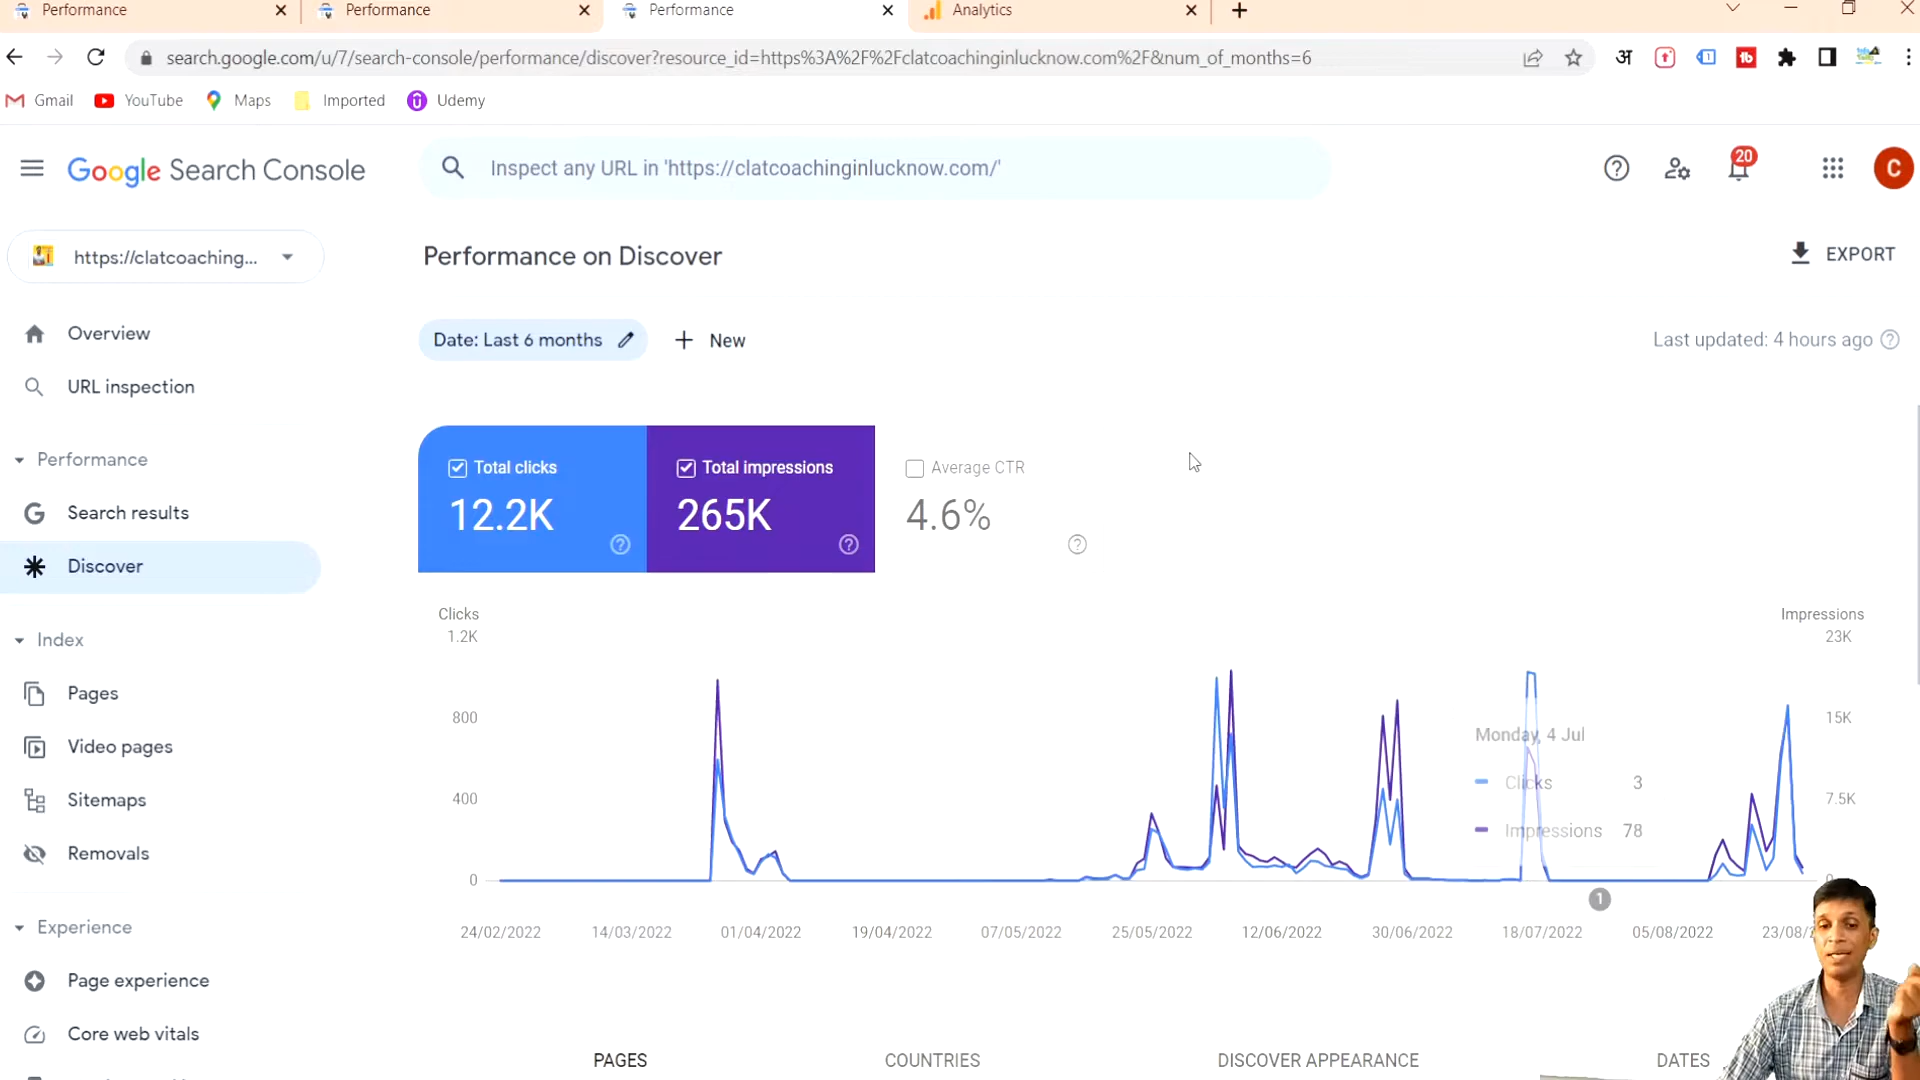 Performance
Performance
Performance
Analytics
search.google.com/u/7/search-console/performance/discover?resource_id=https%3A%2F%2Fclatcoachinginlucknow.com%2F&num_of_months=6
अ
Gmail
YouTube
Maps
Imported
Udemy
Google Search Console
Inspect any URL in 'https://clatcoachinginlucknow.com/'
20
C
https://clatcoaching...
Performance on Discover
EXPORT
Date: Last 6 months
New
Last updated: 4 hours ago
Overview
URL inspection
Performance
Search results
Discover
Index
Pages
Video pages
Sitemaps
Removals
Experience
Page experience
Core web vitals
Total clicks
12.2K
Total impressions
265K
Average CTR
4.6%
Clicks
Impressions
1.2K
23K
800
15K
400
7.5K
0
0
Monday, 4 Jul
Clicks 3
Impressions 78
1
24/02/2022 14/03/2022 01/04/2022 19/04/2022 07/05/2022 25/05/2022 12/06/2022 30/06/2022 18/07/2022 05/08/2022 23/08/
PAGES
COUNTRIES
DISCOVER APPEARANCE
DATES